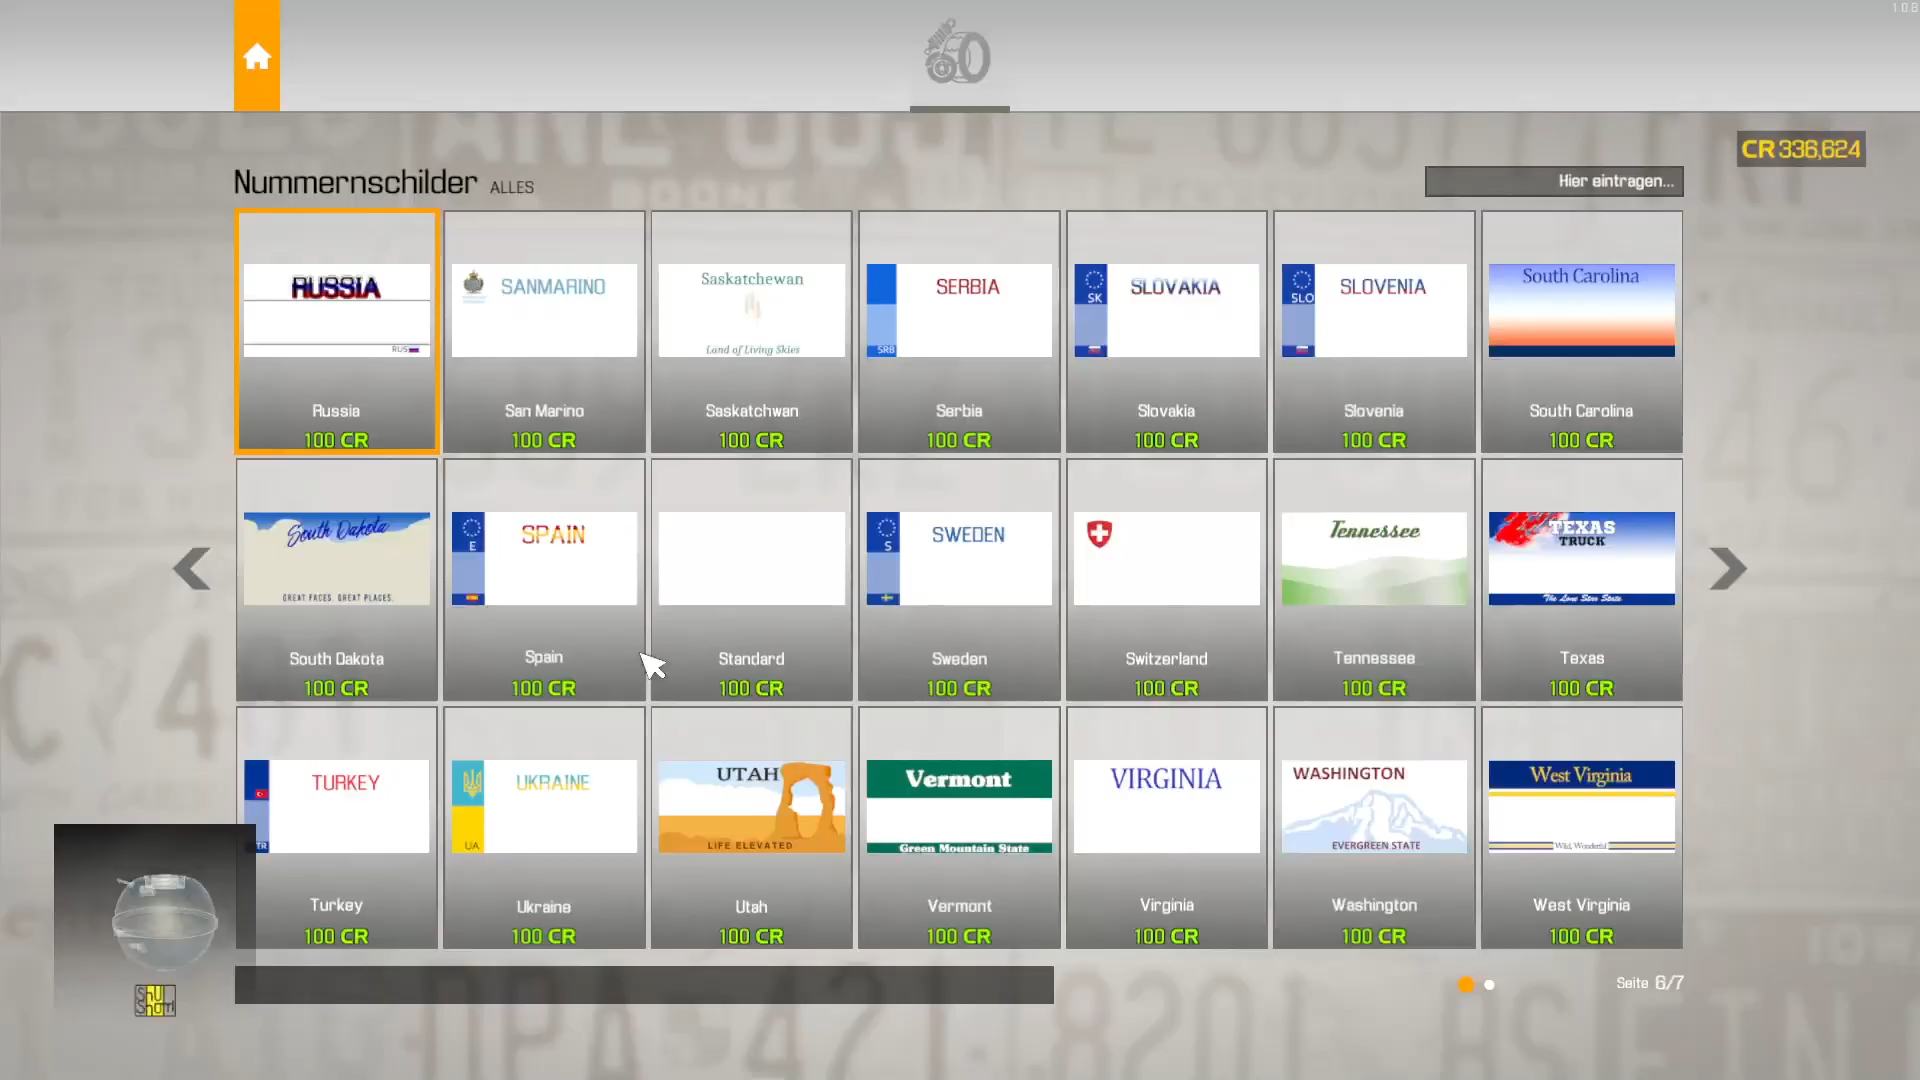 1.0.8
CR 336,624
Nummernschilder ALLES
Hier eintragen...
RUSSIA
RUS
Russia
100 CR
SANMARINO
San Marino
100 CR
Saskatchewan
Land of Living Skies
Saskatchwan
100 CR
SERBIA
SRB
Serbia
100 CR
SLOVAKIA
SK
Slovakia
100 CR
SLOVENIA
SLO
Slovenia
100 CR
South Carolina
South Carolina
100 CR
South Dakota
GREAT FACES. GREAT PLACES.
South Dakota
100 CR
SPAIN
E
Spain
100 CR
Standard
100 CR
SWEDEN
S
Sweden
100 CR
Switzerland
100 CR
Tennessee
Tennessee
100 CR
TEXAS
TRUCK
The Lone Star State
Texas
100 CR
TURKEY
TR
Turkey
100 CR
UKRAINE
UA
Ukraine
100 CR
UTAH
LIFE ELEVATED
Utah
100 CR
Vermont
Green Mountain State
Vermont
100 CR
VIRGINIA
Virginia
100 CR
WASHINGTON
EVERGREEN STATE
Washington
100 CR
West Virginia
Wild, Wonderful
West Virginia
100 CR
Seite 6/7